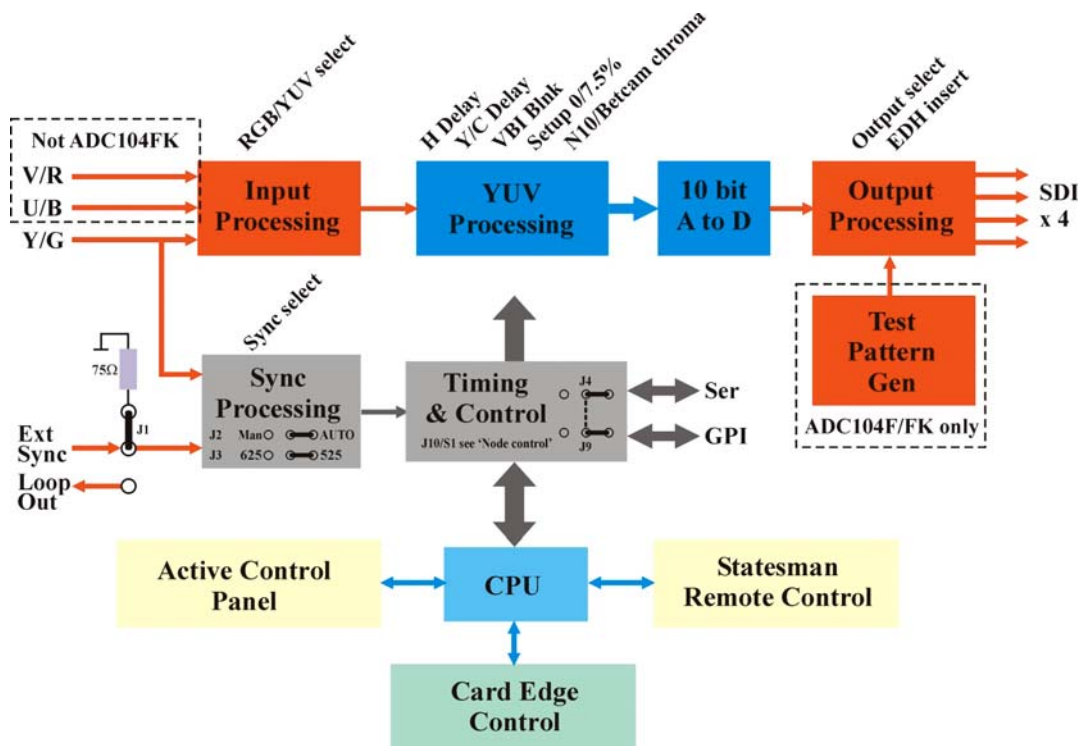 RGB/YUV select
H Delay
Y/C Delay
VBI Blnk
Setup 0/7.5%
N10/Betcam chroma
Output select
EDH insert
Not ADC104FK
V/R
U/B
Y/G
Input
Processing
YUV
Processing
10 bit
A to D
Output
Processing
SDI
x 4
Test
Pattern
Gen
ADC104F/FK only
Sync select
75Ω
J1
Ext
Sync
Loop
Out
Sync
Processing
J2 Man AUTO
J3 625 525
Timing
& Control
J10/S1 see 'Node control'
J4
J9
Ser
GPI
Active Control
Panel
CPU
Statesman
Remote Control
Card Edge
Control